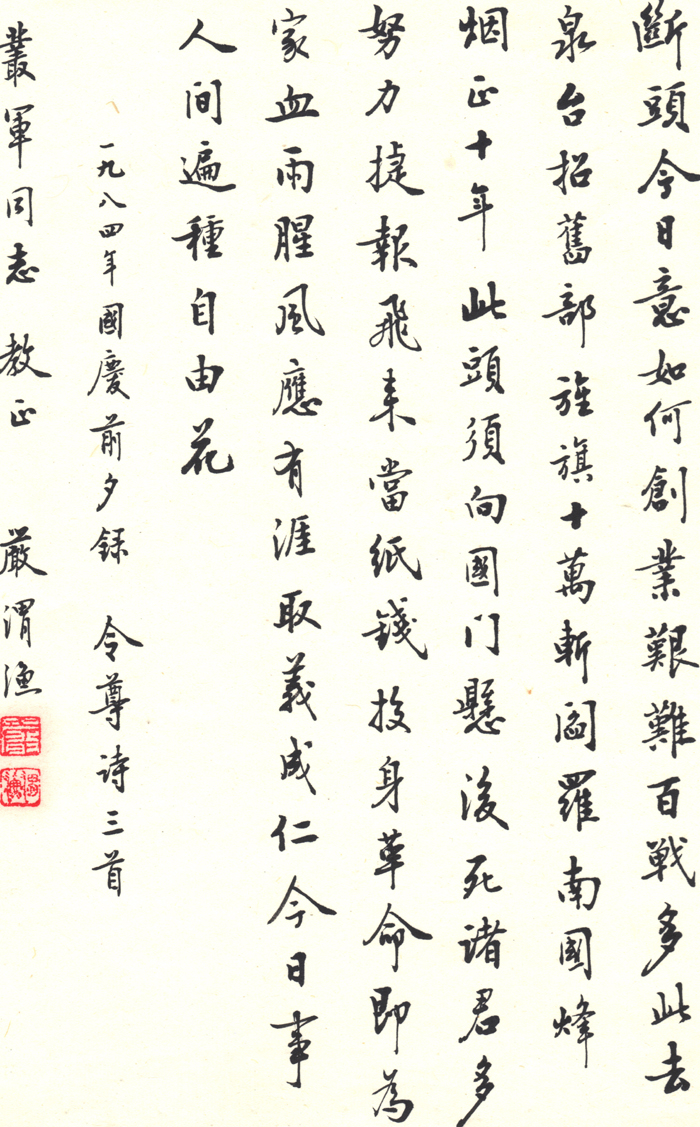 斷頭今日意如何創業艱難百戰多此去
泉台招舊部旌旗十萬斬閻羅南國烽
烟正十年此頭須向國门懸後死诸君多
努力捷報飛来當纸錢投身革命即為
家血雨腥風應有涯取義成仁今日事
人间遍種自由花
一九八四年國慶前夕録 令尊诗三首
叢軍同志 教正 嚴渭渔